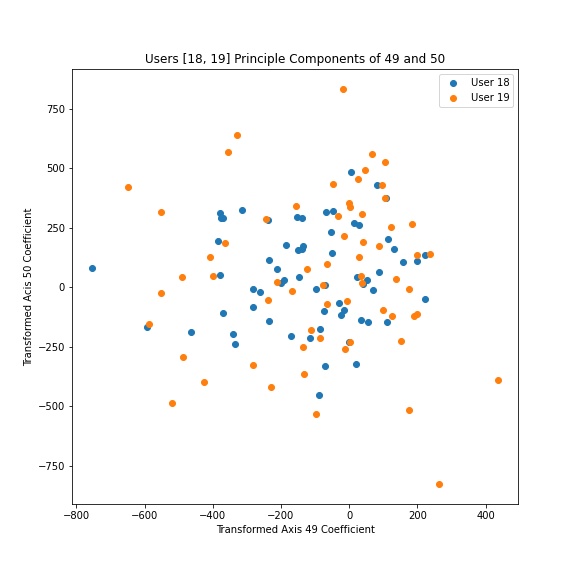 Users [18, 19] Principle Components of 49 and 50
User 18
User 19
Transformed Acis 50 Coefficient
750
500
250
0
−250
−500
−750
−800
−600
−400
−200
0
200
400
Transformed Axis 49 Coefficient